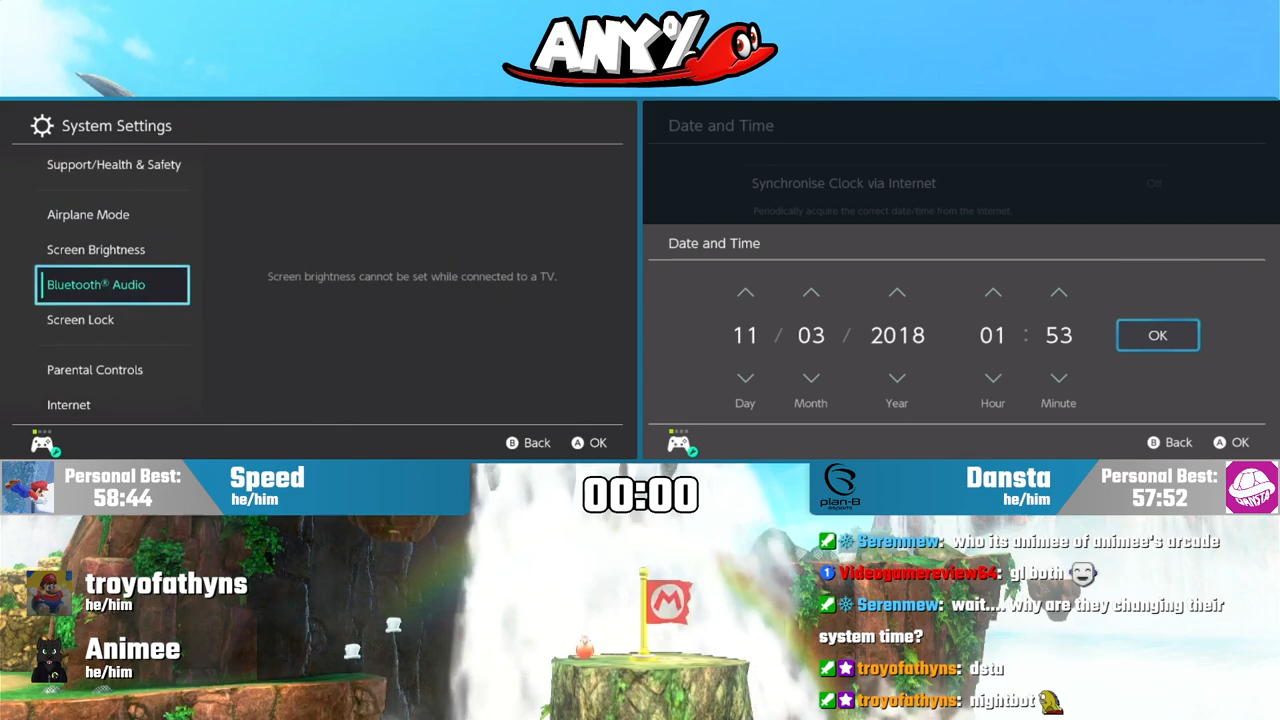 ANY%
System Settings
Support/Health & Safety
Airplane Mode
Screen Brightness
Bluetooth® Audio
Screen Lock
Parental Controls
Internet
Screen brightness cannot be set while connected to a TV.
B Back A OK
Date and Time
Synchronise Clock via Internet Off
Periodically acquire the correct date/time from the Internet.
Date and Time
11 / 03 / 2018 01 : 53 OK
Day Month Year Hour Minute
B Back A OK
Personal Best:
58:44
Speed
he/him
00:00
plan-B
esports
Dansta
he/him
Personal Best:
57:52
DANSTA
troyofathyns
he/him
Animee
he/him
M
Serenmew: who its animee of animee's arcade
1 Videogamereview64: gl both
Serenmew: wait.... why are they changing their
system time?
troyofathyns: dstu
troyofathyns: nightbot